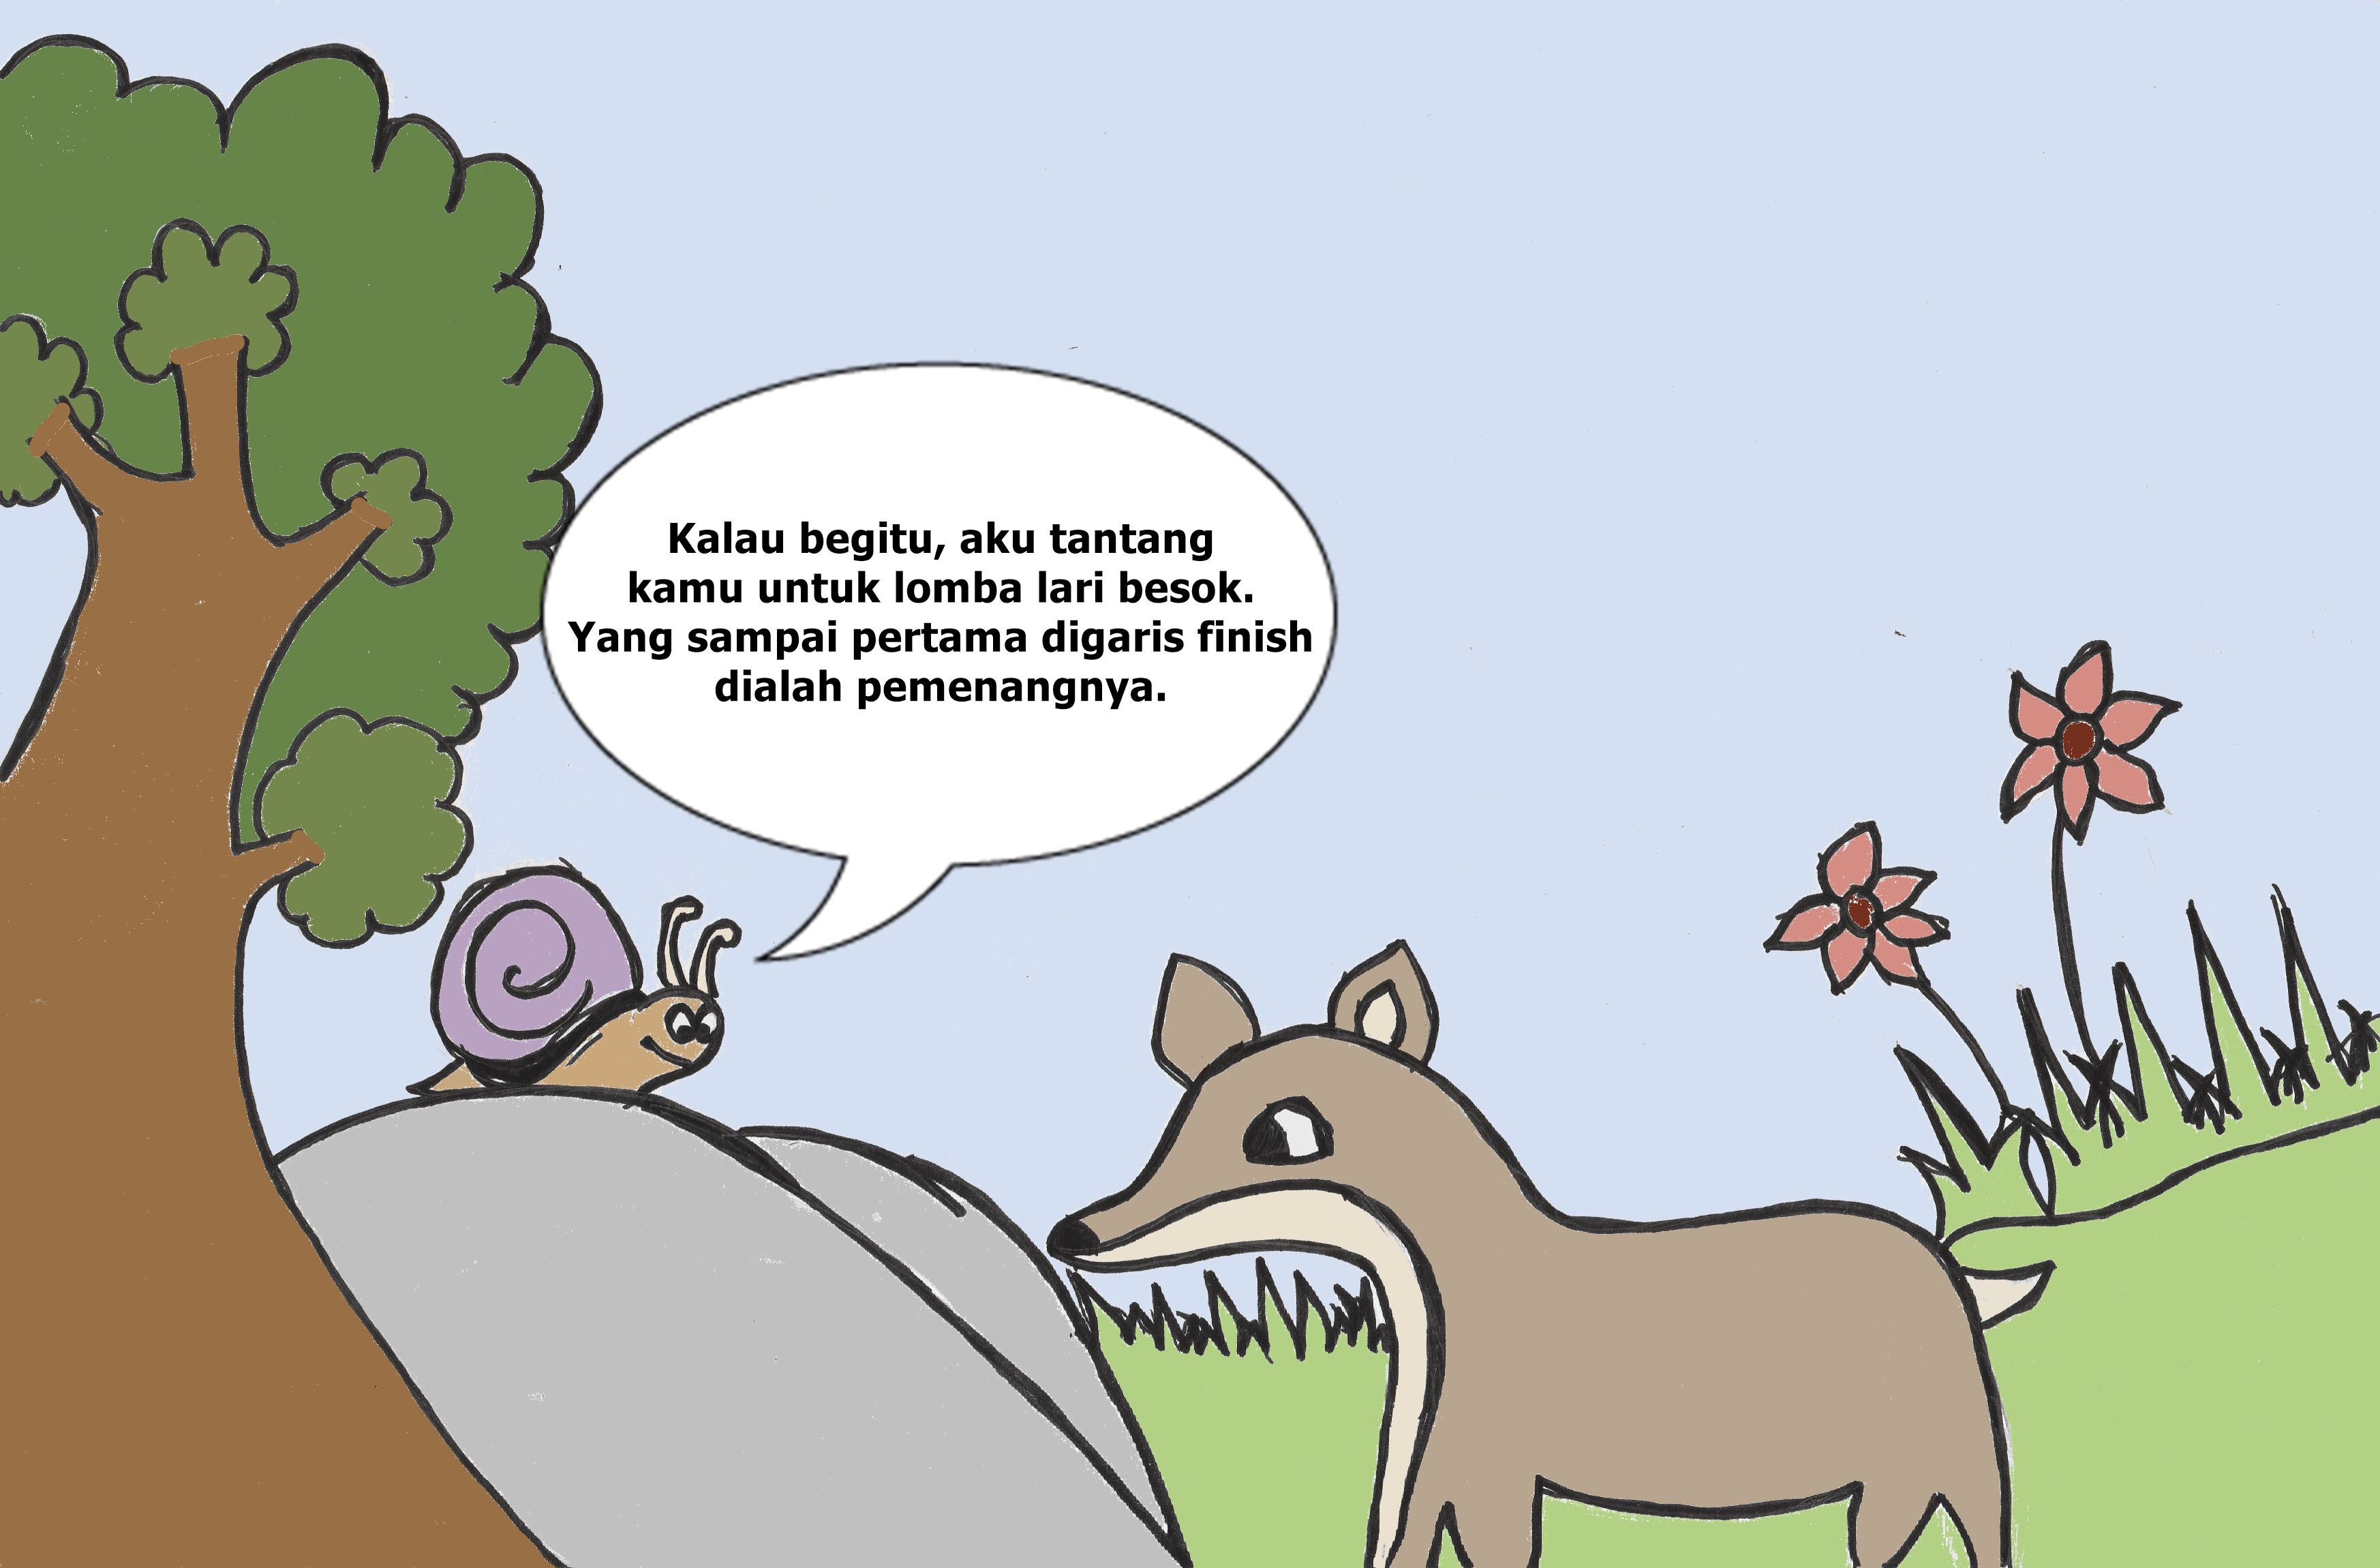 Kalau begitu, aku tantang
kamu untuk lomba lari besok.
Yang sampai pertama digaris finish
dialah pemenangnya.